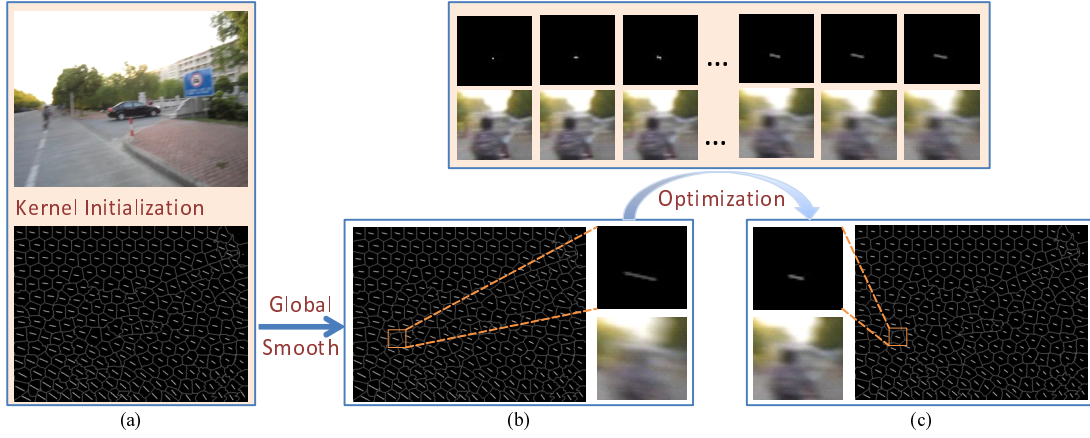 ...
...
Kernel Initialization
Optimization
Global
Smooth
(a)
(b)
(c)